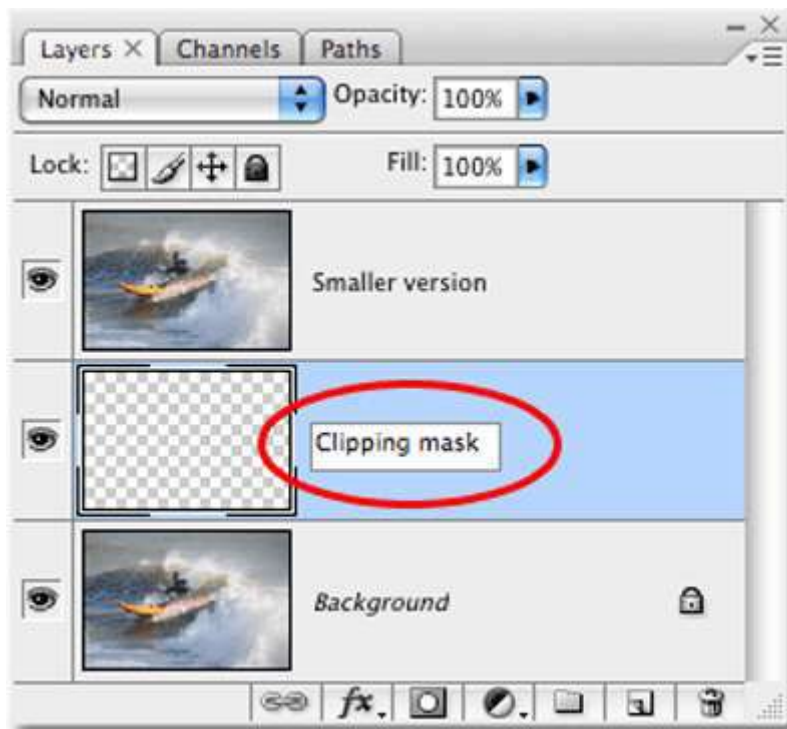 Layers × Channels Paths
Normal Opacity: 100%
Lock: Fill: 100%
Smaller version
Clipping mask
Background
fx.